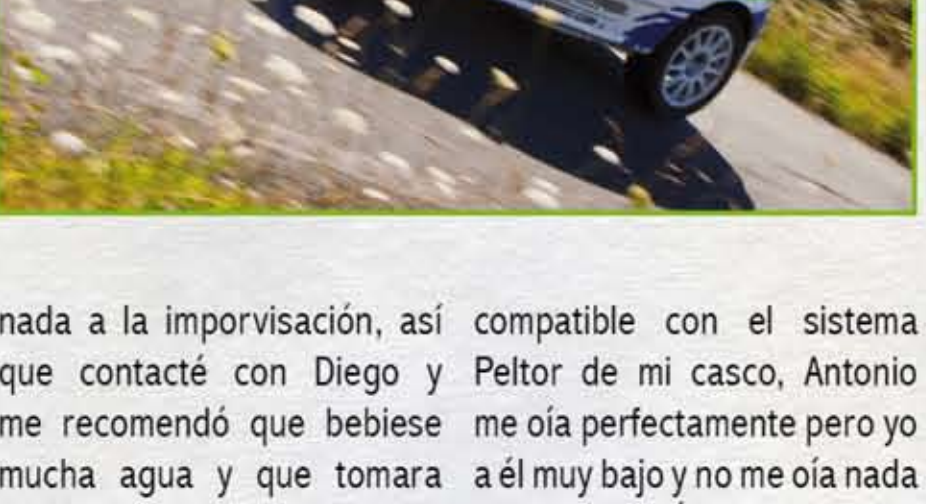 nada a la imporvisación, así
que contacté con Diego y
me recomendó que bebiese
mucha agua y que tomara
compatible con el sistema
Peltor de mi casco, Antonio
me oía perfectamente pero yo
a él muy bajo y no me oía nada